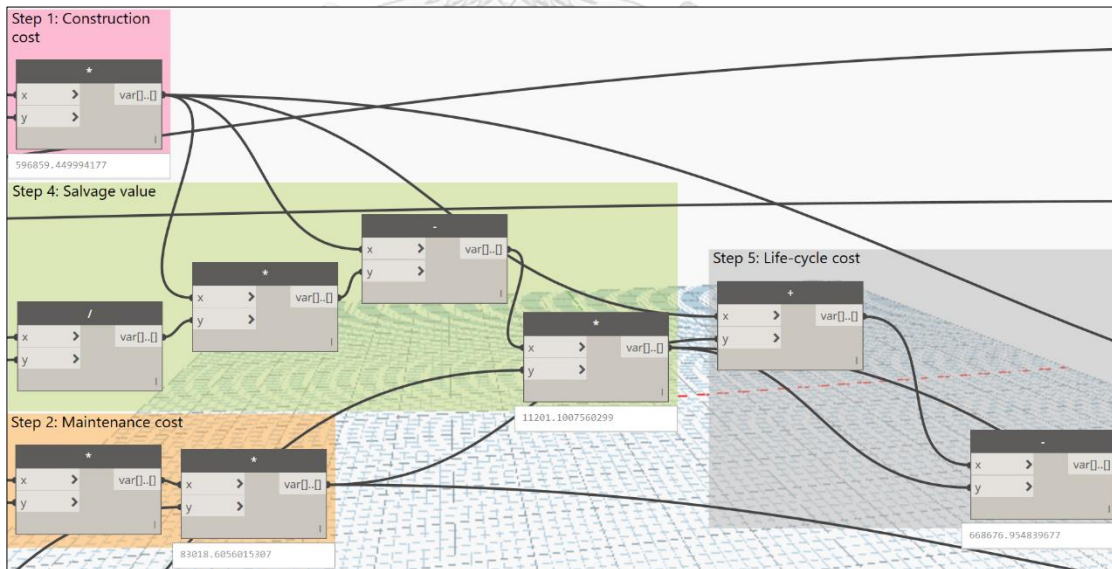 Step 1: Construction
cost
*
x > var[]..[]
y >
l
596859.449994177
Step 4: Salvage value
-
x > var[]..[]
y >
l
*
x > var[]..[]
y >
l
/
x > var[]..[]
y >
l
*
x > var[]..[]
y >
l
11201.1007560299
Step 5: Life-cycle cost
+
x > var[]..[]
y >
l
-
x > var[]..[]
y >
l
668676.954839677
Step 2: Maintenance cost
*
x > var[]..[]
y >
l
*
x > var[]..[]
y >
l
83018.6056015307